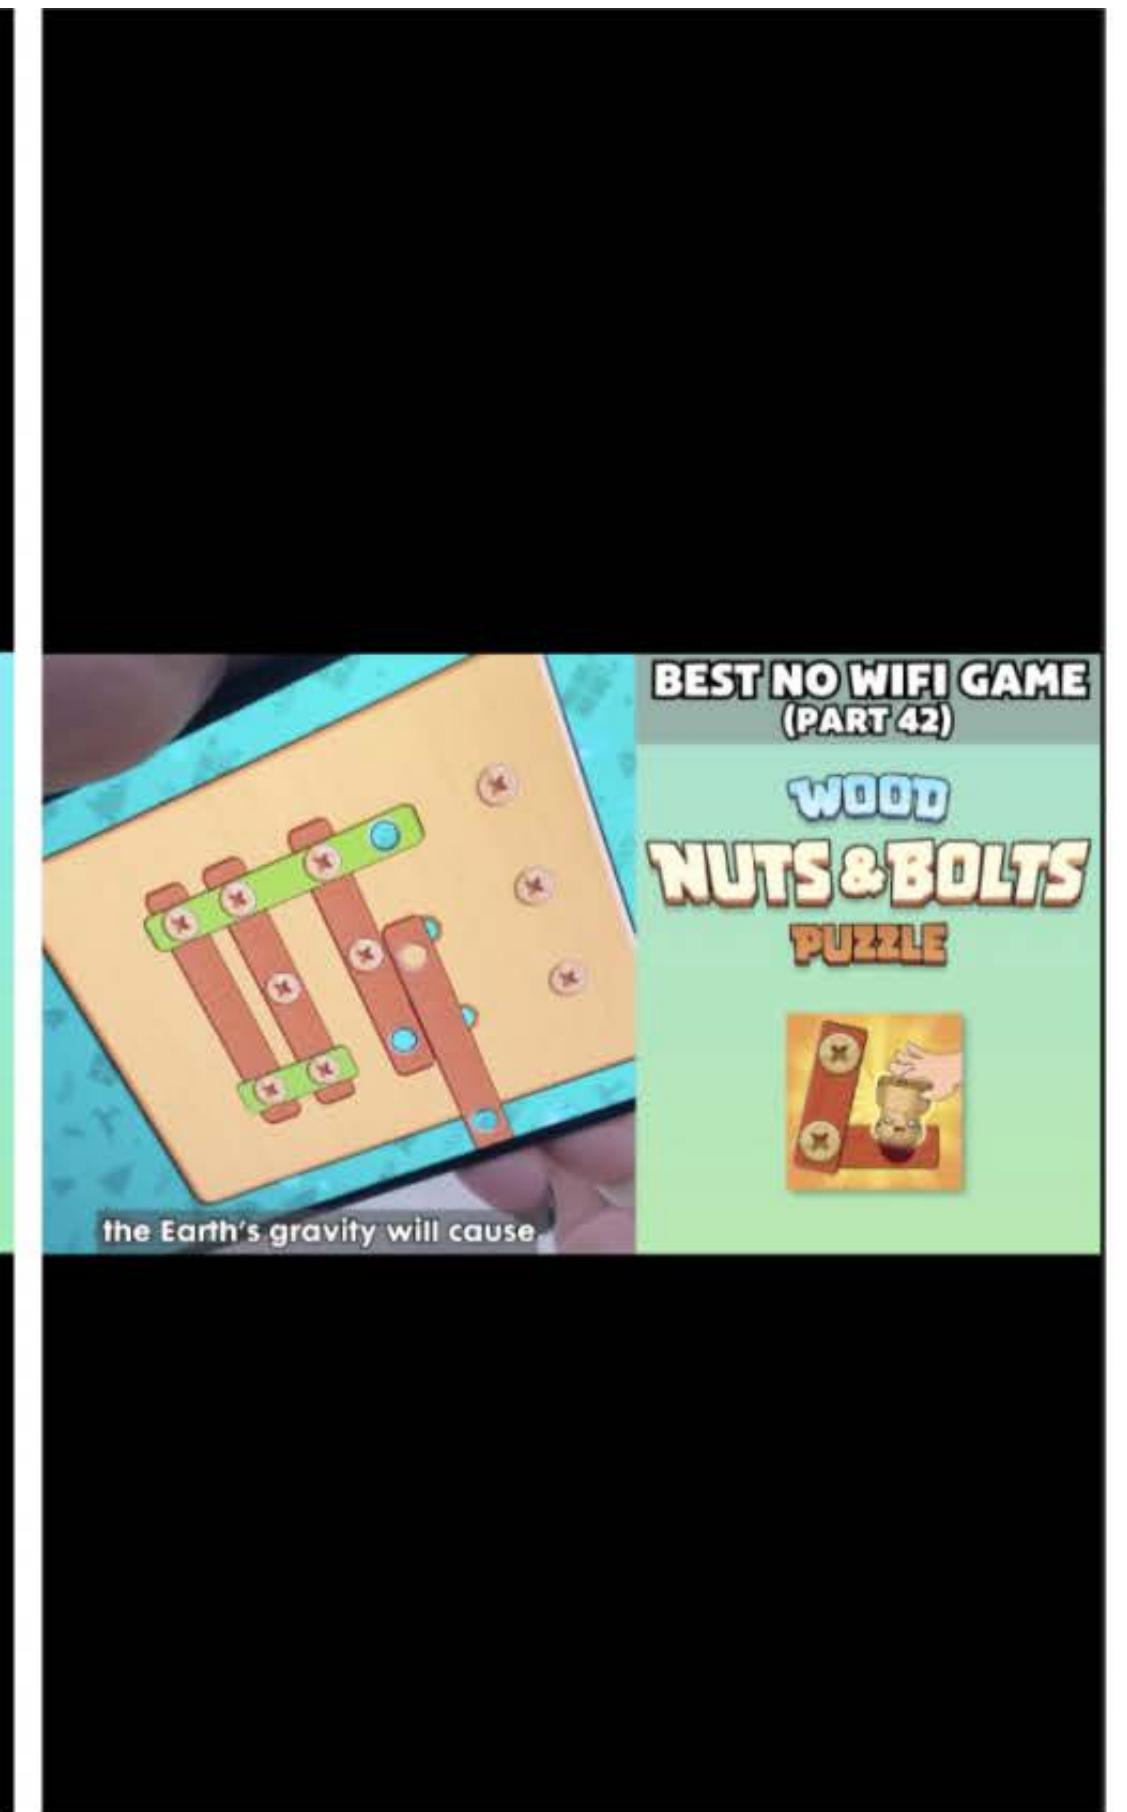 BEST NO WIFI GAME
(PART 42)
WOOD
NUTS & BOLTS
PUZZLE
the Earth's gravity will cause